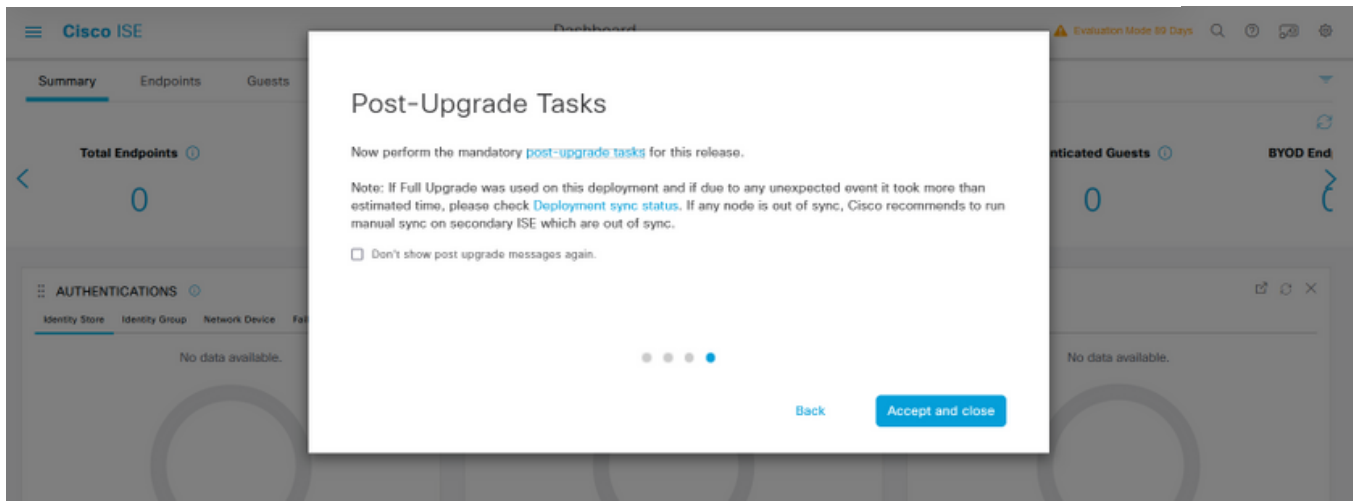 Cisco ISE
Evaluation Mode 89 Days
Summary Endpoints Guests
Total Endpoints
0
nticated Guests
0
BYOD End
Post-Upgrade Tasks
Now perform the mandatory post-upgrade tasks for this release.
Note: If Full Upgrade was used on this deployment and if due to any unexpected event it took more than
estimated time, please check Deployment sync status. If any node is out of sync, Cisco recommends to run
manual sync on secondary ISE which are out of sync.
Don't show post upgrade messages again.
Back Accept and close
AUTHENTICATIONS
Identity Store Identity Group Network Device Fail
No data available.
No data available.